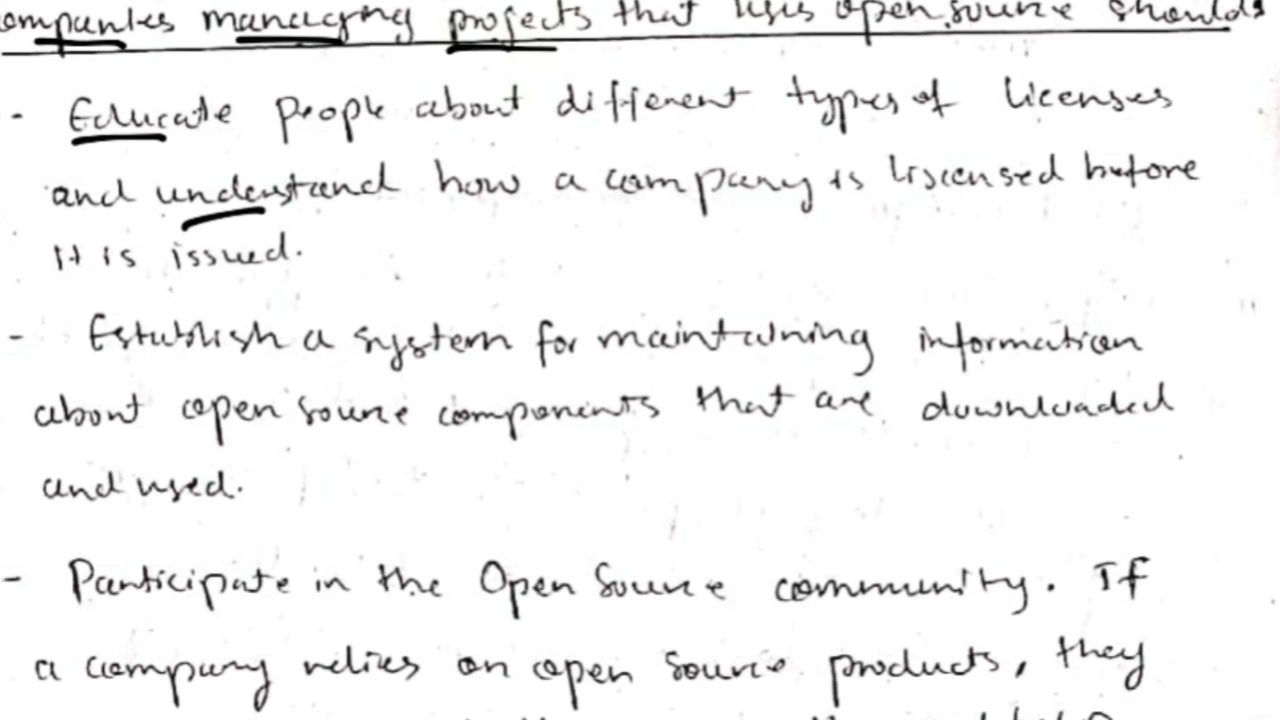 ompanies managing projects that uses open source should
- Educate people about different types of licenses
and understand how a company is liscensed before
it is issued.
- Establish a system for maintaining information
about open source components that are downloaded
and used.
- Participate in the Open Source community. If
a company relies on open source products, they